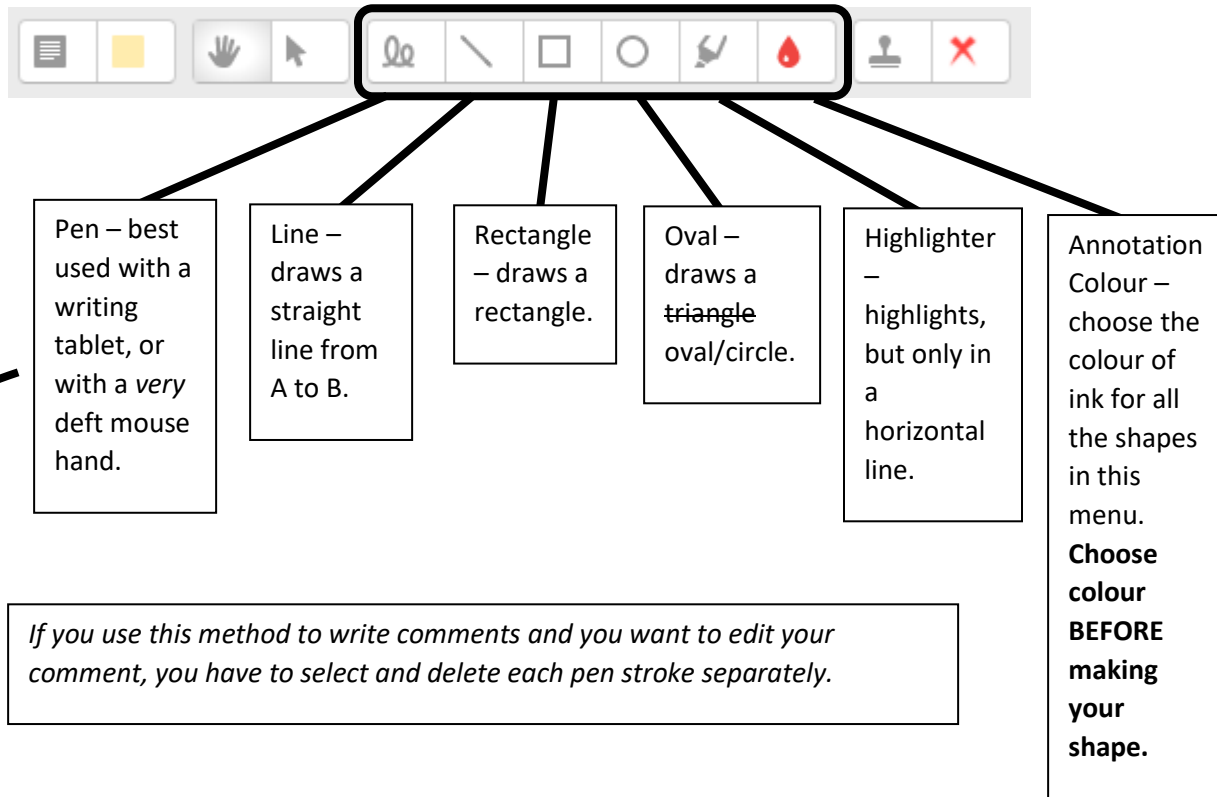 Pen – best
used with a
writing
tablet, or
with a very
deft mouse
hand.
Line –
draws a
straight
line from
A to B.
Rectangle
– draws a
rectangle.
Oval –
draws a
triangle
oval/circle.
Highlighter
–
highlights,
but only in
a
horizontal
line.
Annotation
Colour –
choose the
colour of
ink for all
the shapes
in this
menu.
Choose
colour
BEFORE
making
your
shape.
If you use this method to write comments and you want to edit your
comment, you have to select and delete each pen stroke separately.